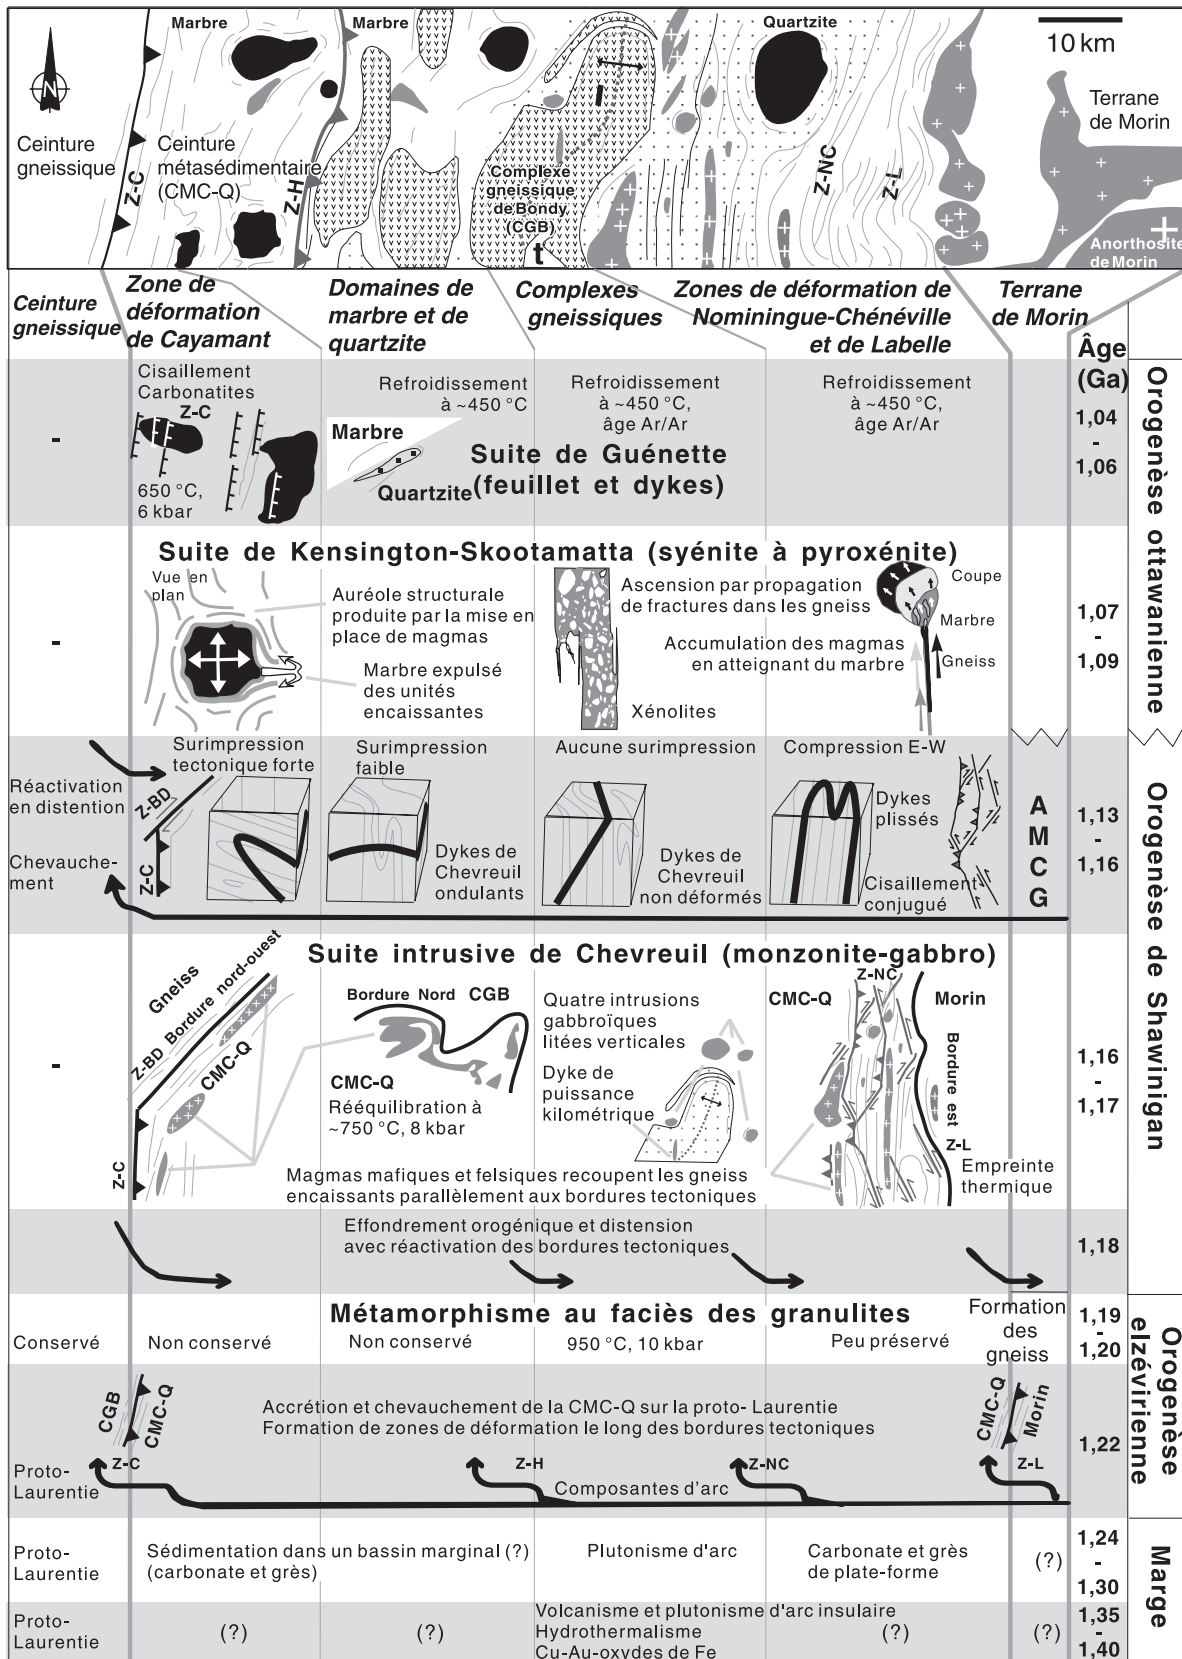 Marbre
Marbre
Quartzite
10 km
N
Ceinture
gneissique
Z-C
Ceinture
métasédimentaire
(CMC-Q)
Z-H
Complexe
gneissique
de Bondy
(CGB)
t
Z-NC
Z-L
Terrane
de Morin
Anorthosite
de Morin
Ceinture
gneissique
Zone de
déformation
de Cayamant
Domaines de
marbre et de
quartzite
Complexes
gneissiques
Zones de déformation de
Nominingue-Chénéville
et de Labelle
Terrane
de Morin
Âge
(Ga)
-
Cisaillement
Carbonatites
Z-C
650 °C,
6 kbar
Refroidissement
à ~450 °C
Marbre
Quartzite
Refroidissement
à ~450 °C,
âge Ar/Ar
Refroidissement
à ~450 °C,
âge Ar/Ar
Suite de Guénette
(feuillet et dykes)
1,04
-
1,06
Orogenèse ottawanienne
Suite de Kensington-Skootamatta (syénite à pyroxénite)
-
Vue en
plan
Auréole structurale
produite par la mise en
place de magmas
Marbre expulsé
des unités
encaissantes
Ascension par propagation
de fractures dans les gneiss
Accumulation des magmas
en atteignant du marbre
Xénolites
Coupe
Marbre
Gneiss
1,07
-
1,09
Réactivation
en distention
Chevauche-
ment
Surimpression
tectonique forte
Z-BD
Z-C
Surimpression
faible
Dykes de
Chevreuil
ondulants
Aucune surimpression
Dykes de
Chevreuil
non déformés
Compression E-W
Dykes
plissés
Cisaillement
conjugué
A
M
C
G
1,13
-
1,16
Orogenèse de Shawinigan
Suite intrusive de Chevreuil (monzonite-gabbro)
-
Gneiss
Z-BD Bordure nord-ouest
CMC-Q
Z-C
Bordure Nord CGB
CMC-Q
Rééquilibration à
~750 °C, 8 kbar
Quatre intrusions
gabbroïques
litées verticales
Dyke de
puissance
kilométrique
Magmas mafiques et felsiques recoupent les gneiss
encaissants parallèlement aux bordures tectoniques
CMC-Q
Z-NC
Morin
Bordure est
Z-L
Empreinte
thermique
1,16
-
1,17
Effondrement orogénique et distension
avec réactivation des bordures tectoniques
1,18
Métamorphisme au faciès des granulites
Conservé
Non conservé
Non conservé
950 °C, 10 kbar
Peu préservé
Formation
des
gneiss
1,19
-
1,20
Orogenèse
elzévirienne
CGB
CMC-Q
Accrétion et chevauchement de la CMC-Q sur la proto- Laurentie
Formation de zones de déformation le long des bordures tectoniques
CMC-Q
Morin
1,22
Proto-
Laurentie
Z-C
Z-H
Composantes d'arc
Z-NC
Z-L
Proto-
Laurentie
Sédimentation dans un bassin marginal (?)
(carbonate et grès)
Plutonisme d'arc
Carbonate et grès
de plate-forme
(?)
1,24
-
1,30
Marge
Proto-
Laurentie
(?)
(?)
Volcanisme et plutonisme d'arc insulaire
Hydrothermalisme
Cu-Au-oxydes de Fe
(?)
(?)
1,35
-
1,40